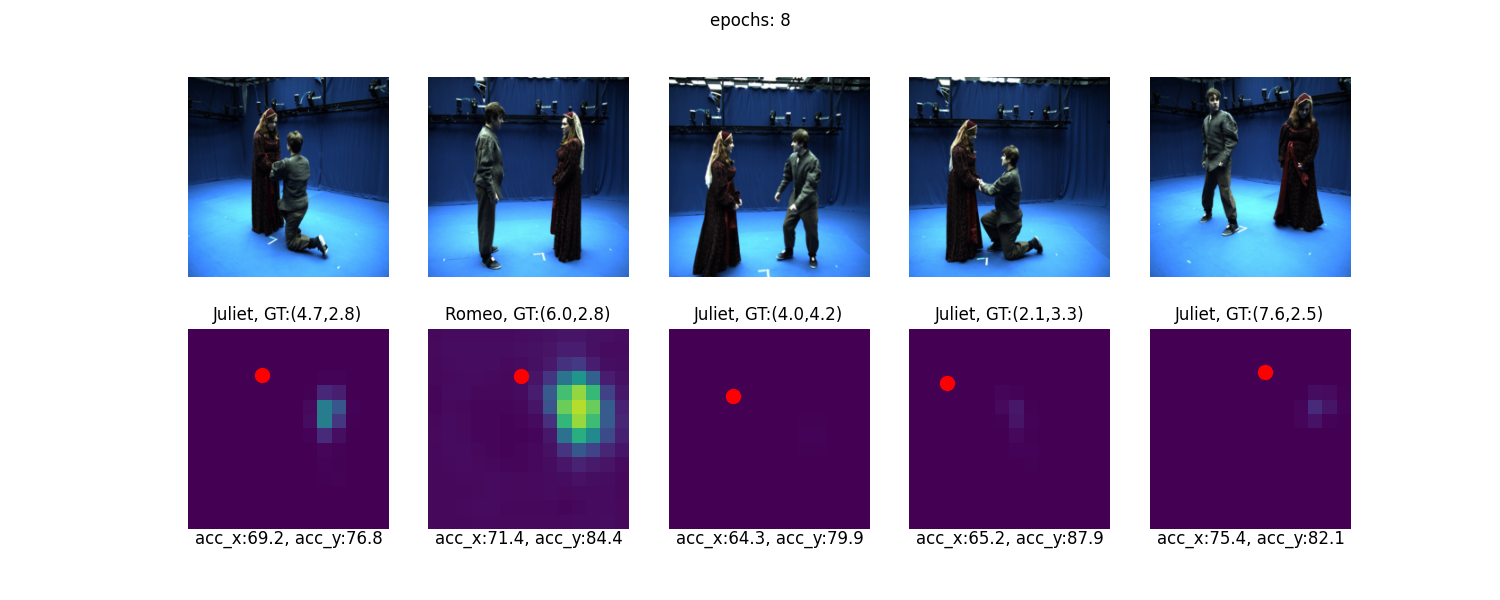 epochs: 8
Juliet, GT:(4.7,2.8)
Romeo, GT:(6.0,2.8)
Juliet, GT:(4.0,4.2)
Juliet, GT:(2.1,3.3)
Juliet, GT:(7.6,2.5)
acc_x:69.2, acc_y:76.8
acc_x:71.4, acc_y:84.4
acc_x:64.3, acc_y:79.9
acc_x:65.2, acc_y:87.9
acc_x:75.4, acc_y:82.1